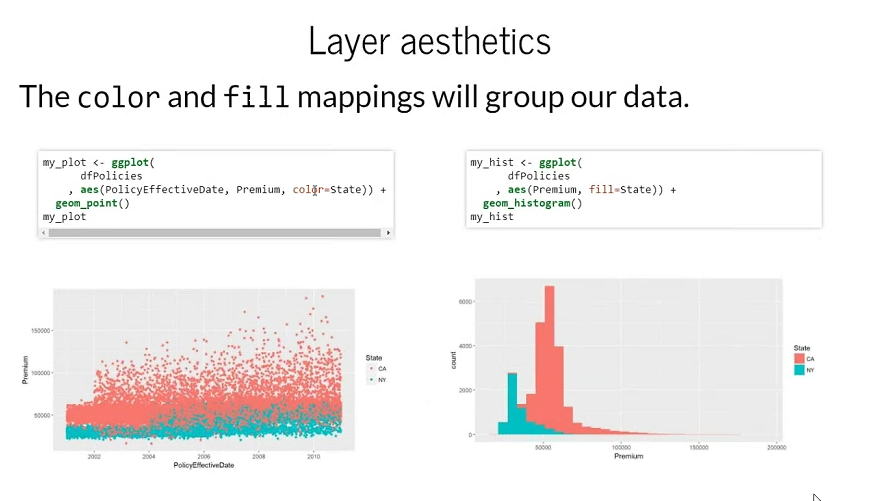 Layer aesthetics
The color and fill mappings will group our data.
my_plot <- ggplot(
dfPolicies
, aes(PolicyEffectiveDate, Premium, color=State)) +
geom_point()
my_plot
my_hist <- ggplot(
dfPolicies
, aes(Premium, fill=State)) +
geom_histogram()
my_hist
Premium
150000
100000
50000
2002 2004 2006 2008 2010
PolicyEffectiveDate
State
CA
NY
count
6000
4000
2000
0
50000 100000 150000 200000
Premium
State
CA
NY